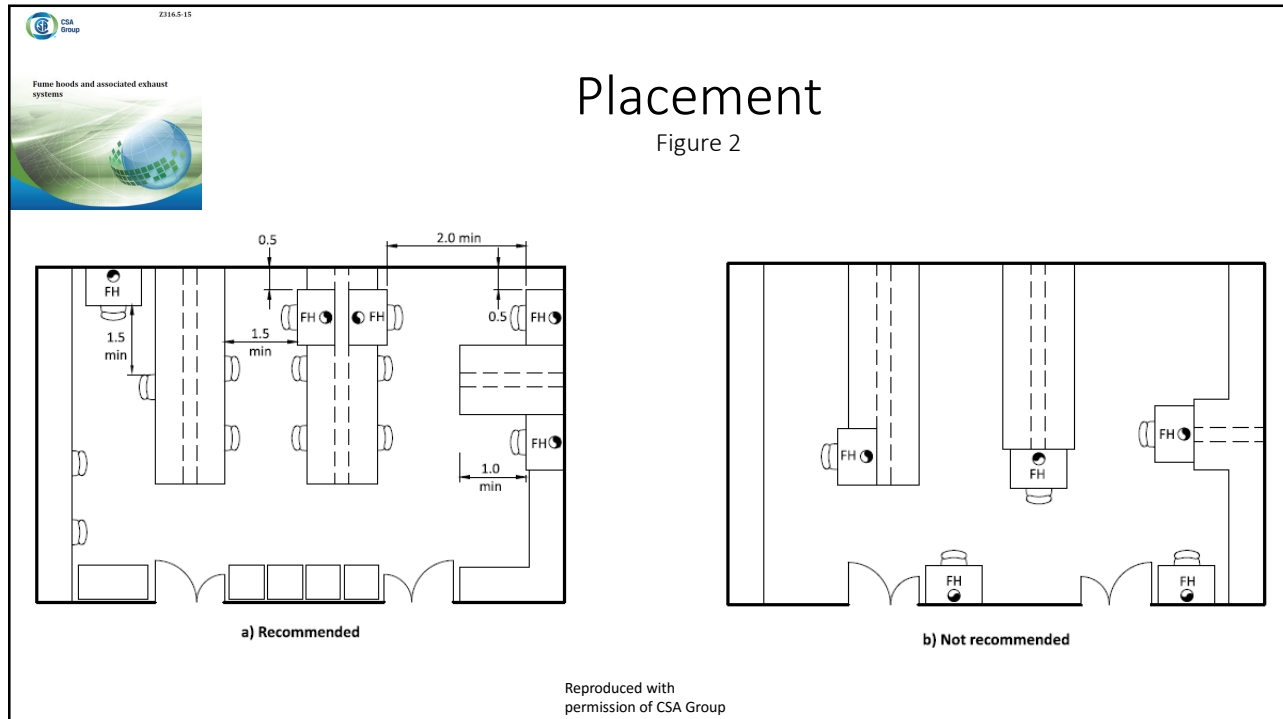 CSA
Group
Z316.5-15
Fume hoods and associated exhaust
systems
Placement
Figure 2
0.5
2.0 min
FH
1.5
min
1.5
min
FH
FH
0.5
FH
FH
1.0
min
a) Recommended
FH
FH
FH
FH
FH
b) Not recommended
Reproduced with
permission of CSA Group